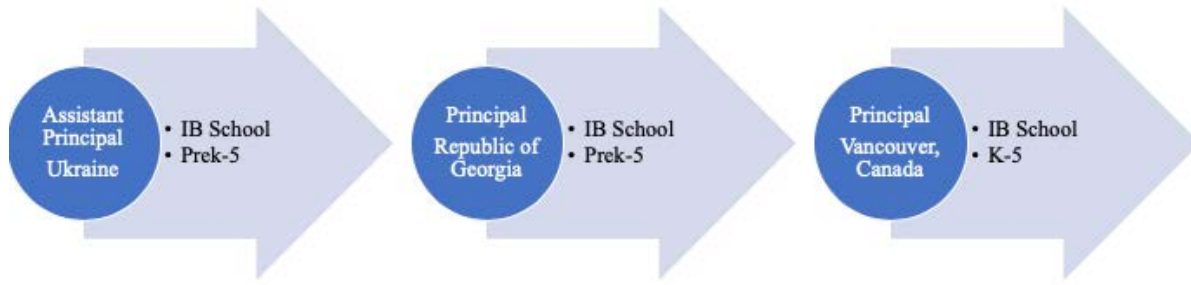 Assistant
Principal
Ukraine
• IB School
• Prek-5
Principal
Republic of
Georgia
• IB School
• Prek-5
Principal
Vancouver,
Canada
• IB School
• K-5